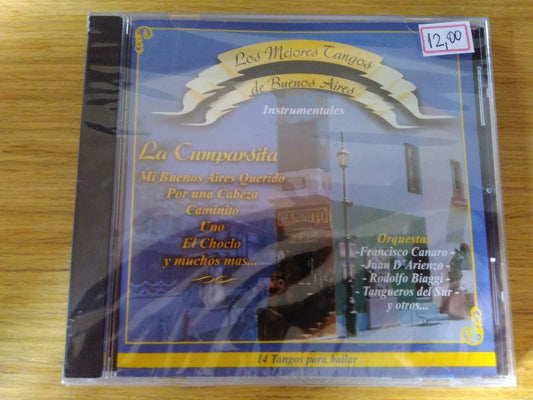 12,00
Los Mejores Tangos
de Buenos Aires
Instrumentales
La Cumparsita
Mi Buenos Aires Querido
Por una Cabeza
Caminito
Uno
El Choclo
y muchos mas...
CAMINITO
Orquestas
-Francisco Canaro-
-Juan D'Arienzo-
- Rodolfo Biaggi -
- Tangueros del Sur -
y otros...
14 Tangos para bailar